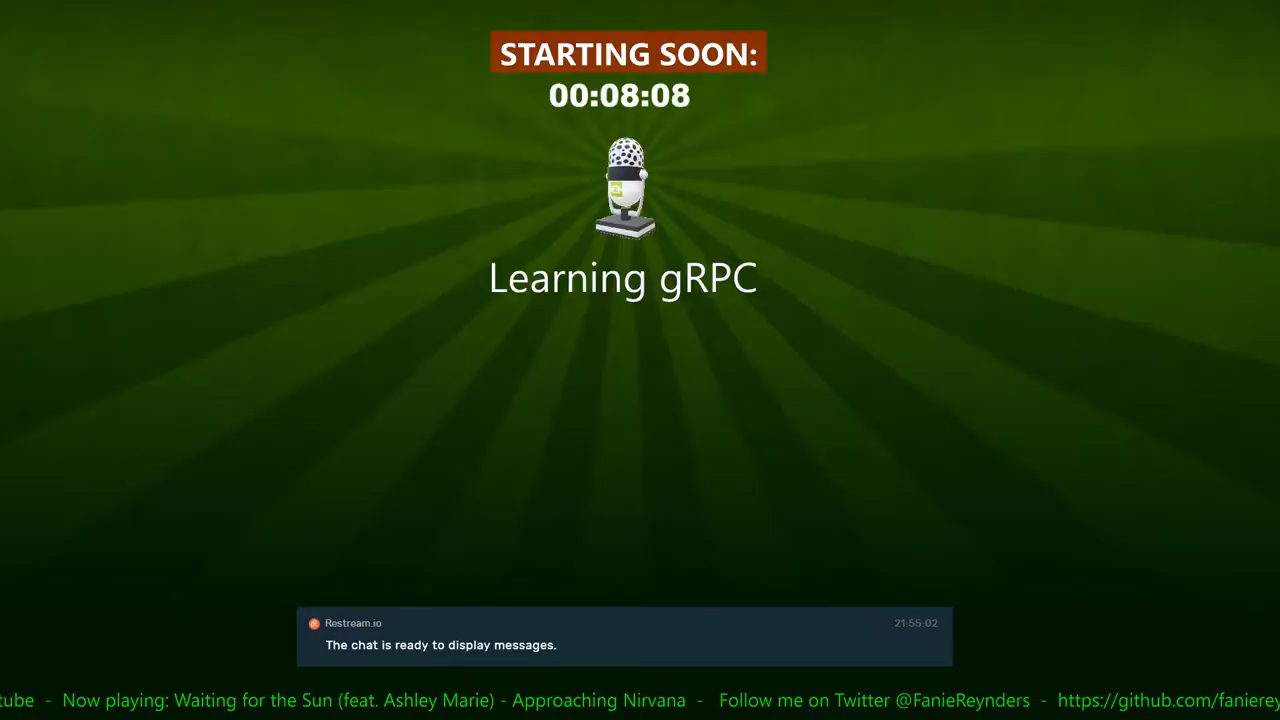 STARTING SOON:
00:08:08
Learning gRPC
Restream.io 21:55:02
The chat is ready to display messages.
tube - Now playing: Waiting for the Sun (feat. Ashley Marie) - Approaching Nirvana - Follow me on Twitter @FanieReynders - https://github.com/fanierey